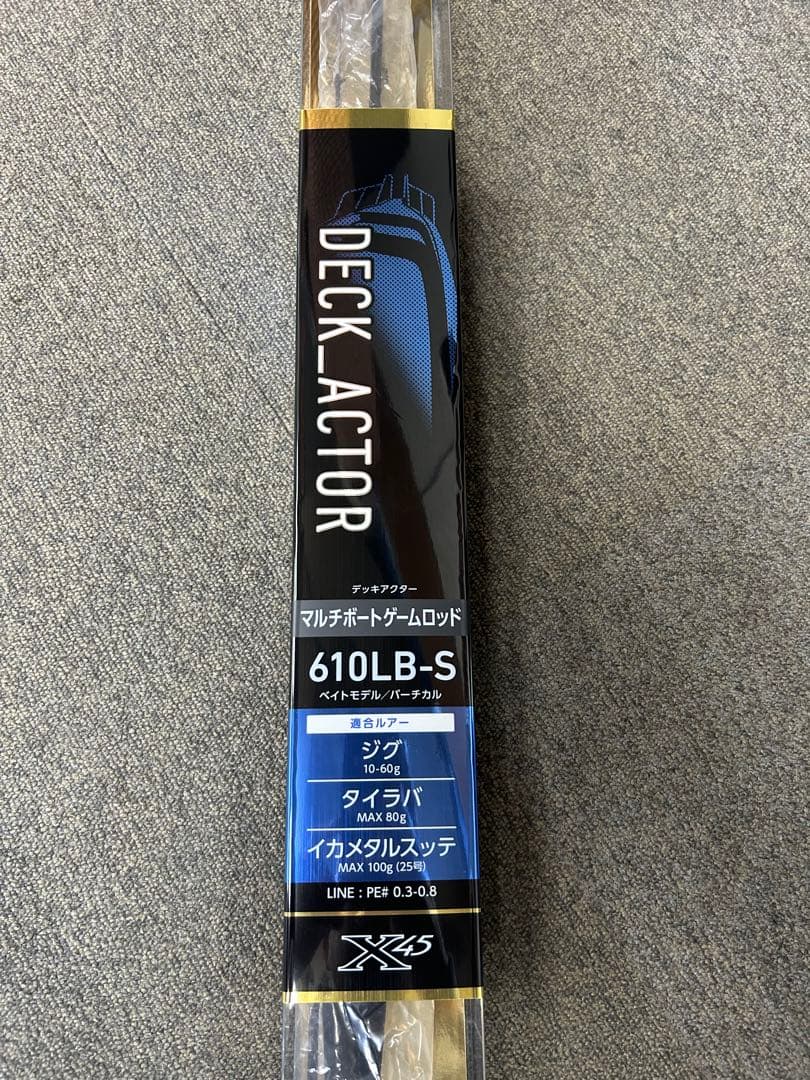 DECK_ACTOR
デッキアクター
マルチボートゲームロッド
610LB-S
ベイトモデル／バーチカル
適合ルアー
ジグ
10-60g
タイラバ
MAX 80g
イカメタルスッテ
MAX 100g (25号)
LINE : PE# 0.3-0.8
X45